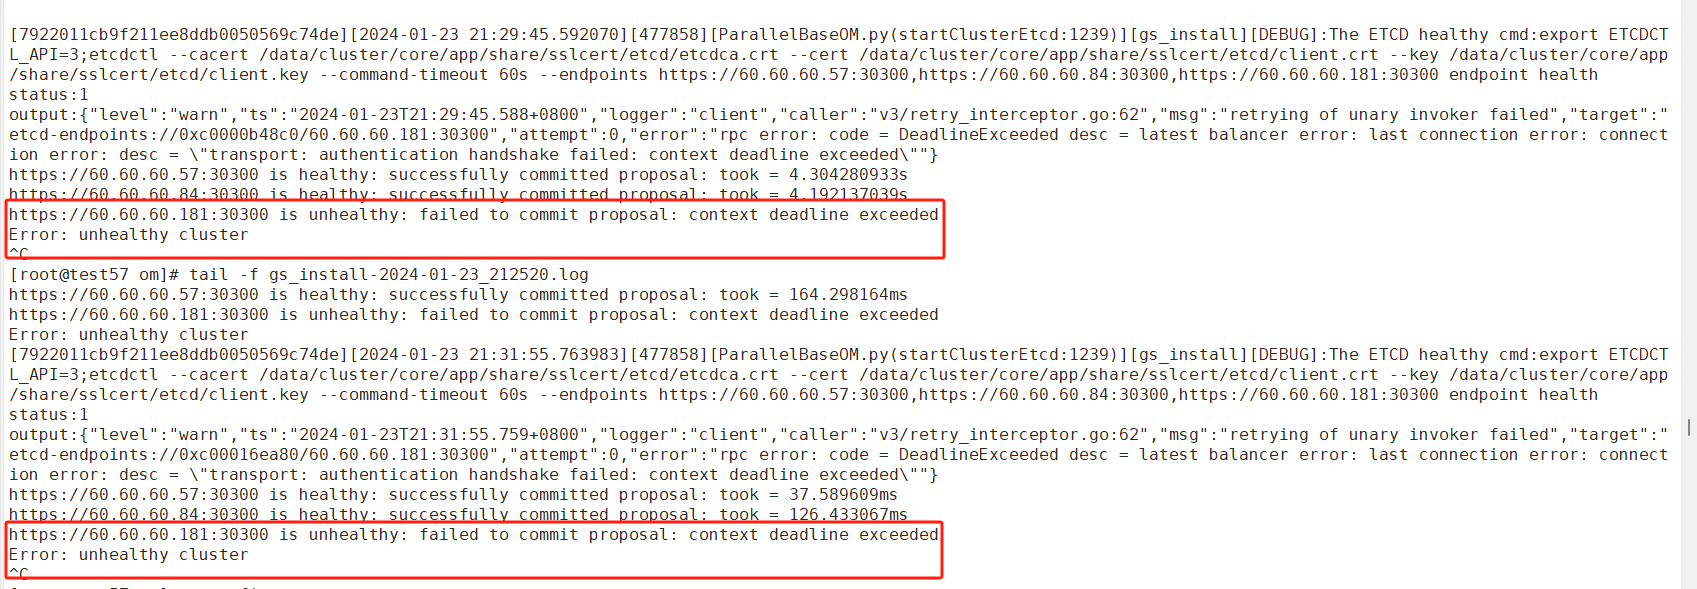 [7922011cb9f211ee8ddb0050569c74de][2024-01-23 21:29:45.592070][477858][ParallelBaseOM.py(startClusterEtcd:1239)][gs_install][DEBUG]:The ETCD healthy cmd:export ETCDCT
L_API=3;etcdctl --cacert /data/cluster/core/app/share/sslcert/etcd/etcdca.crt --cert /data/cluster/core/app/share/sslcert/etcd/client.crt --key /data/cluster/core/app
/share/sslcert/etcd/client.key --command-timeout 60s --endpoints https://60.60.60.57:30300,https://60.60.60.84:30300,https://60.60.60.181:30300 endpoint health
status:1
output:{"level":"warn","ts":"2024-01-23T21:29:45.588+0800","logger":"client","caller":"v3/retry_interceptor.go:62","msg":"retrying of unary invoker failed","target":"
etcd-endpoints://0xc0000b48c0/60.60.60.181:30300","attempt":0,"error":"rpc error: code = DeadlineExceeded desc = latest balancer error: last connection error: connect
ion error: desc = \"transport: authentication handshake failed: context deadline exceeded\""}
https://60.60.60.57:30300 is healthy: successfully committed proposal: took = 4.304280933s
https://60.60.60.84:30300 is healthy: successfully committed proposal: took = 4.192137039s
https://60.60.60.181:30300 is unhealthy: failed to commit proposal: context deadline exceeded
Error: unhealthy cluster
^C
[root@test57 om]# tail -f gs_install-2024-01-23_212520.log
https://60.60.60.57:30300 is healthy: successfully committed proposal: took = 164.298164ms
https://60.60.60.181:30300 is unhealthy: failed to commit proposal: context deadline exceeded
Error: unhealthy cluster
[7922011cb9f211ee8ddb0050569c74de][2024-01-23 21:31:55.763983][477858][ParallelBaseOM.py(startClusterEtcd:1239)][gs_install][DEBUG]:The ETCD healthy cmd:export ETCDCT
L_API=3;etcdctl --cacert /data/cluster/core/app/share/sslcert/etcd/etcdca.crt --cert /data/cluster/core/app/share/sslcert/etcd/client.crt --key /data/cluster/core/app
/share/sslcert/etcd/client.key --command-timeout 60s --endpoints https://60.60.60.57:30300,https://60.60.60.84:30300,https://60.60.60.181:30300 endpoint health
status:1
output:{"level":"warn","ts":"2024-01-23T21:31:55.759+0800","logger":"client","caller":"v3/retry_interceptor.go:62","msg":"retrying of unary invoker failed","target":"
etcd-endpoints://0xc00016ea80/60.60.60.181:30300","attempt":0,"error":"rpc error: code = DeadlineExceeded desc = latest balancer error: last connection error: connect
ion error: desc = \"transport: authentication handshake failed: context deadline exceeded\""}
https://60.60.60.57:30300 is healthy: successfully committed proposal: took = 37.589609ms
https://60.60.60.84:30300 is healthy: successfully committed proposal: took = 126.433067ms
https://60.60.60.181:30300 is unhealthy: failed to commit proposal: context deadline exceeded
Error: unhealthy cluster
^C